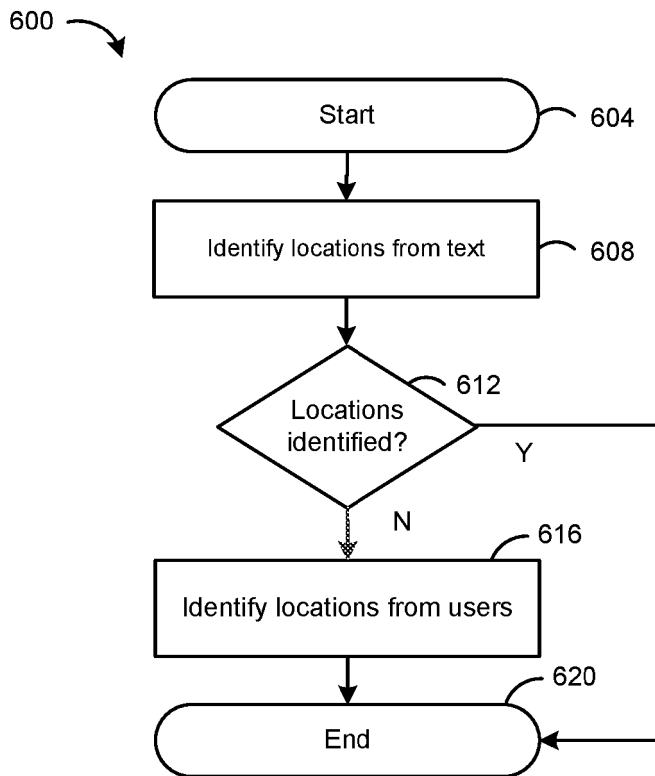 600
Start
604
Identify locations from text
608
612
Locations
identified?
Y
N
616
Identify locations from users
620
End